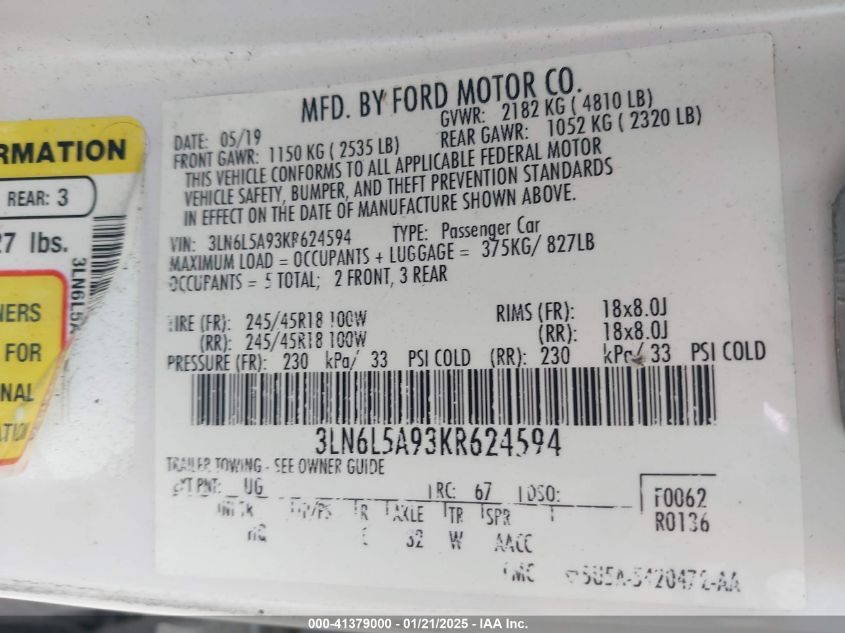 MFD. BY FORD MOTOR CO.
DATE: 05/19 GVWR: 2182 KG ( 4810 LB)
FRONT GAWR: 1150 KG ( 2535 LB) REAR GAWR: 1052 KG ( 2320 LB)
THIS VEHICLE CONFORMS TO ALL APPLICABLE FEDERAL MOTOR
VEHICLE SAFETY, BUMPER, AND THEFT PREVENTION STANDARDS
IN EFFECT ON THE DATE OF MANUFACTURE SHOWN ABOVE.
VIN: 3LN6L5A93KR624594 TYPE: Passenger Car
MAXIMUM LOAD = OCCUPANTS + LUGGAGE = 375KG/ 827LB
OCCUPANTS = 5 TOTAL; 2 FRONT, 3 REAR
TIRE (FR): 245/45R18 100W RIMS (FR): 18x8.0J
(RR): 245/45R18 100W (RR): 18x8.0J
PRESSURE (FR): 230 kPa/ 33 PSI COLD (RR): 230 kPa/ 33 PSI COLD
3LN6L5A93KR624594
TRAILER TOWING - SEE OWNER GUIDE
EXT PNT: UG RC: 67 DSO: F0062
R AXLE TR SPR R0136
32 W AACC
RMATION
REAR: 3
27 lbs.
3LN6L5A
NERS
FOR
NAL
000-41379000 - 01/21/2025 - IAA Inc.